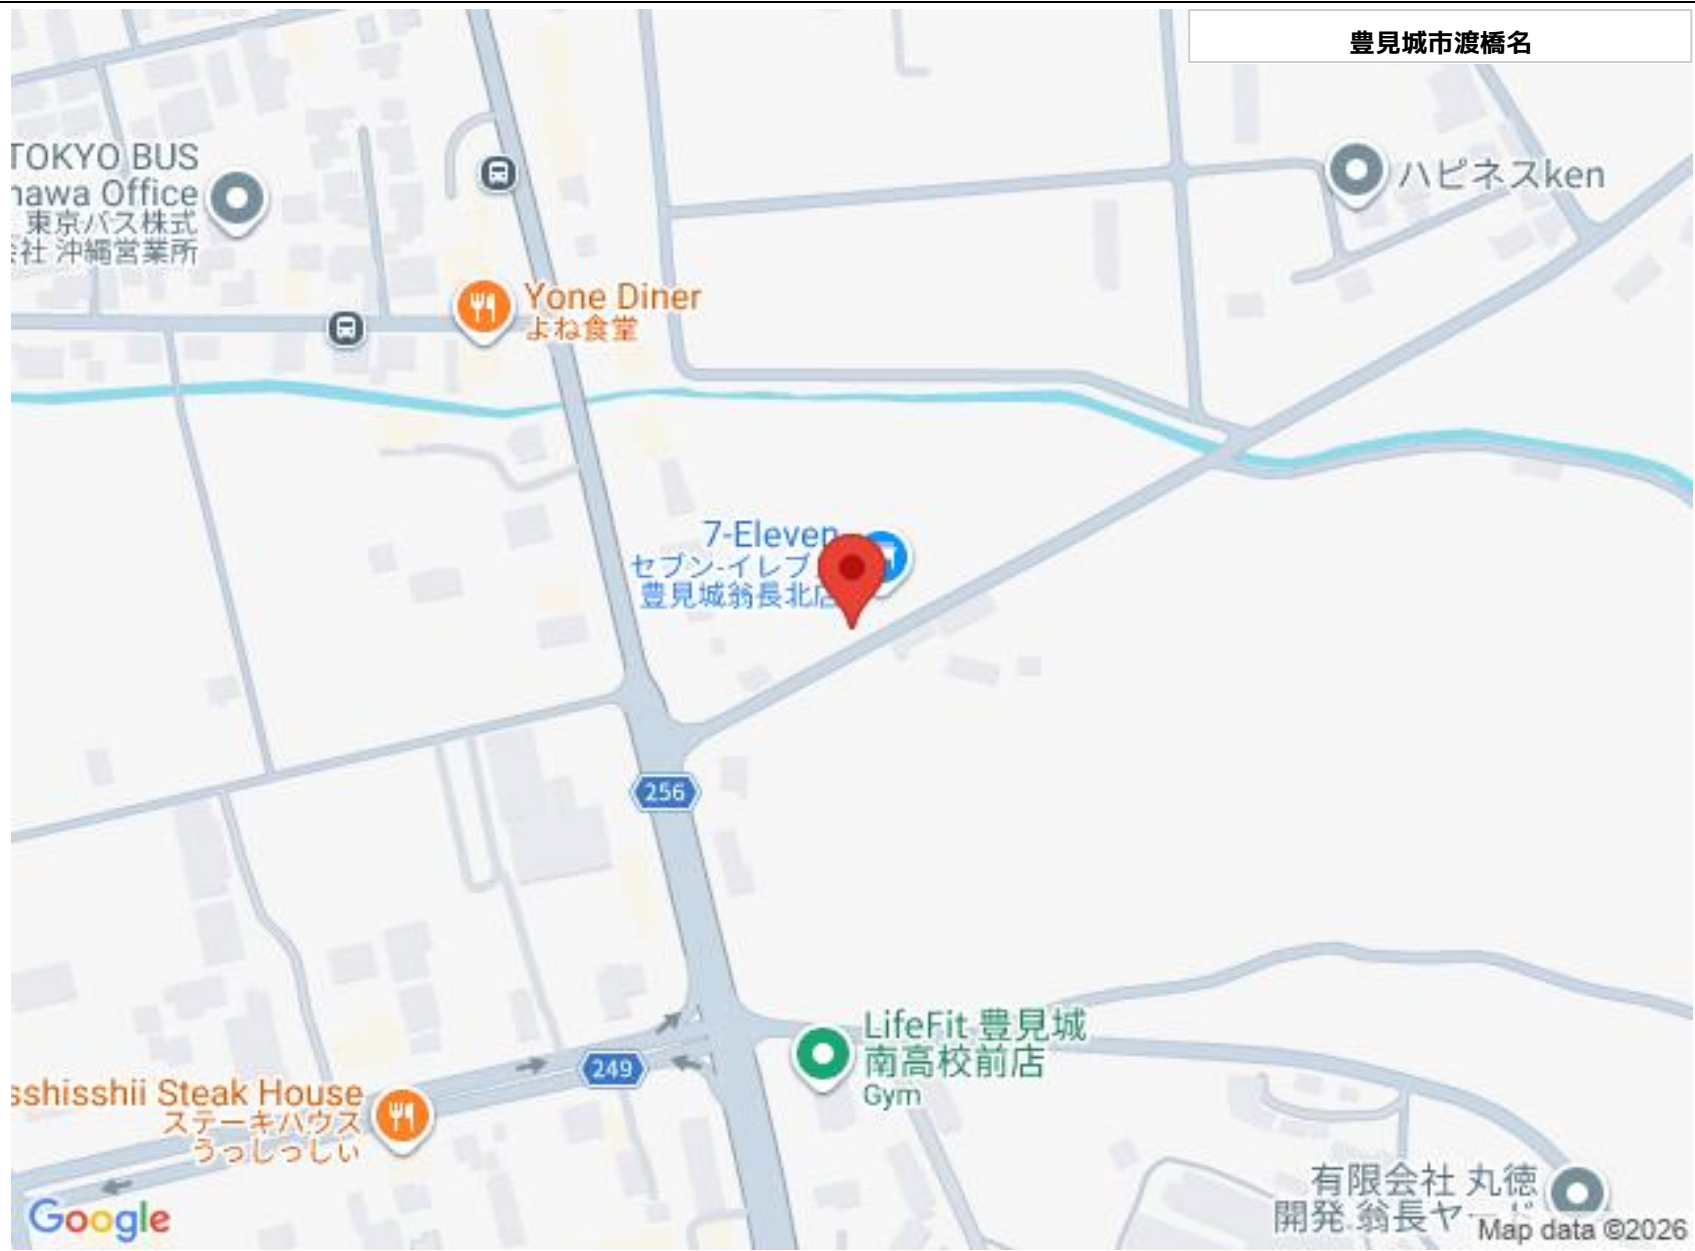 豊見城市渡橋名
TOKYO BUS
nawa Office
東京バス株式
会社 沖縄営業所
ハピネスken
Yone Diner
よね食堂
7-Eleven
セブン-イレブ
豊見城翁長北店
256
LifeFit 豊見城
南高校前店
Gym
249
sshisshii Steak House
ステーキハウス
うっしっしい
有限会社 丸徳
開発 翁長ヤード
Google
Map data ©2026